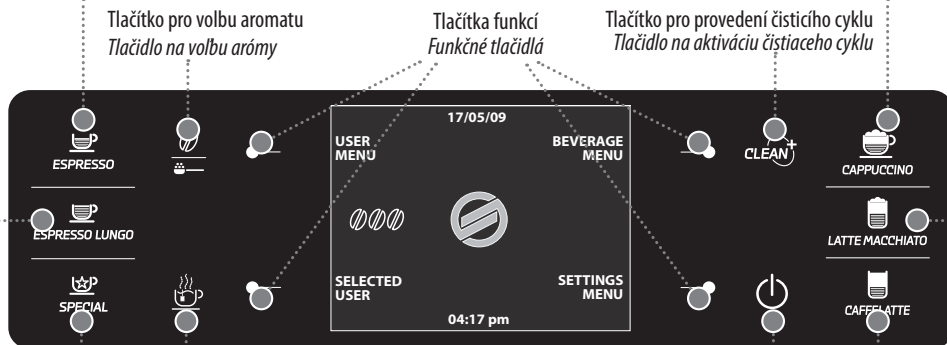 Tlačítko pro volbu aromatu
Tlačidlo na voľbu arómy
Tlačítka funkcí
Funkčné tlačidlá
Tlačítko pro provedení čisticího cyklu
Tlačidlo na aktiváciu čistiaceho cyklu
17/05/09
USER
MENU
BEVERAGE
MENU
ESPRESSO
CLEAN
CAPPUCCINO
ESPRESSO LUNGO
LATTE MACCHIATO
SPECIAL
SELECTED
USER
SETTINGS
MENU
CAFFELATTE
04:17 pm